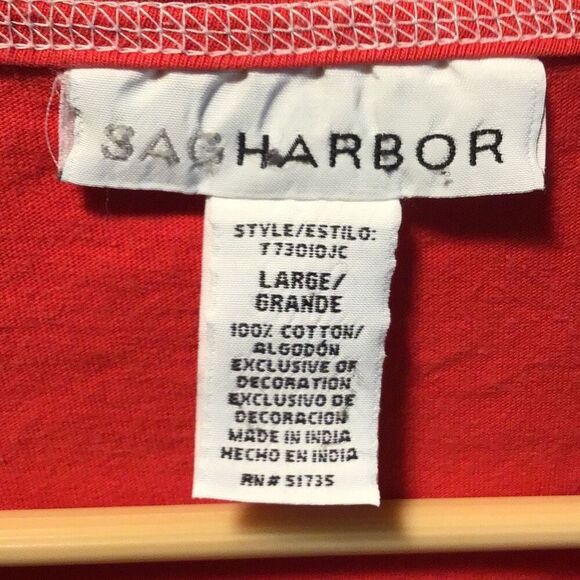 SAG HARBOR
STYLE/ESTILO:
T73010JC
LARGE/
GRANDE
100% COTTON/
ALGODÓN
EXCLUSIVE OF
DECORATION
EXCLUSIVO DE
DECORACION
MADE IN INDIA
HECHO EN INDIA
RN# 51735